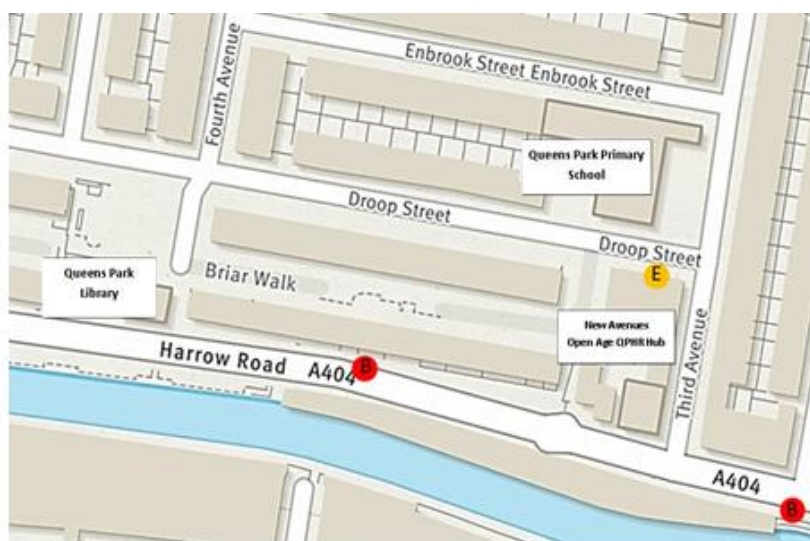 Enbrook Street Enbrook Street
Fourth Avenue
Queens Park Primary
School
Droop Street
Droop Street
E
Queens Park
Library
Briar Walk
New Avenues
Open Age QPHR Hub
Third Avenue
Harrow Road
A404
B
A404
B